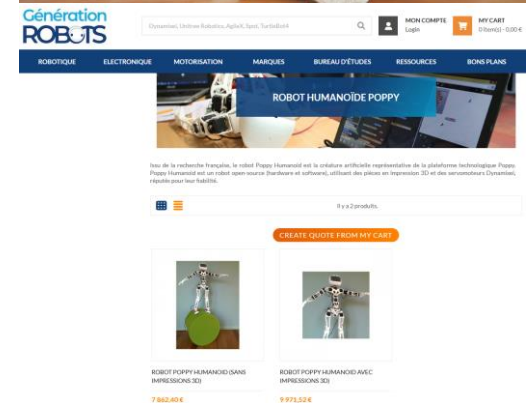 Génération
ROBOTS
Dynamixel, Unitree Robotics, AgileX, Spot, TurtleBot4
MON COMPTE
Login
MY CART
0 Item(s) - 0,00 €
ROBOTIQUE ELECTRONIQUE MOTORISATION MARQUES BUREAU D'ÉTUDES RESSOURCES BONS PLANS
ROBOT HUMANOÏDE POPPY
Issu de la recherche française, le robot Poppy Humanoid est la créature artificielle représentative de la plateforme technologique Poppy.
Poppy Humanoid est un robot open-source (hardware et software), utilisant des pièces en impression 3D et des servomoteurs Dynamixel,
réputés pour leur fiabilité.
Il y a 2 produits.
CREATE QUOTE FROM MY CART
ROBOT POPPY HUMANOID (SANS
IMPRESSIONS 3D)
7 862,40 €
ROBOT POPPY HUMANOID AVEC
IMPRESSIONS 3D)
9 971,52 €